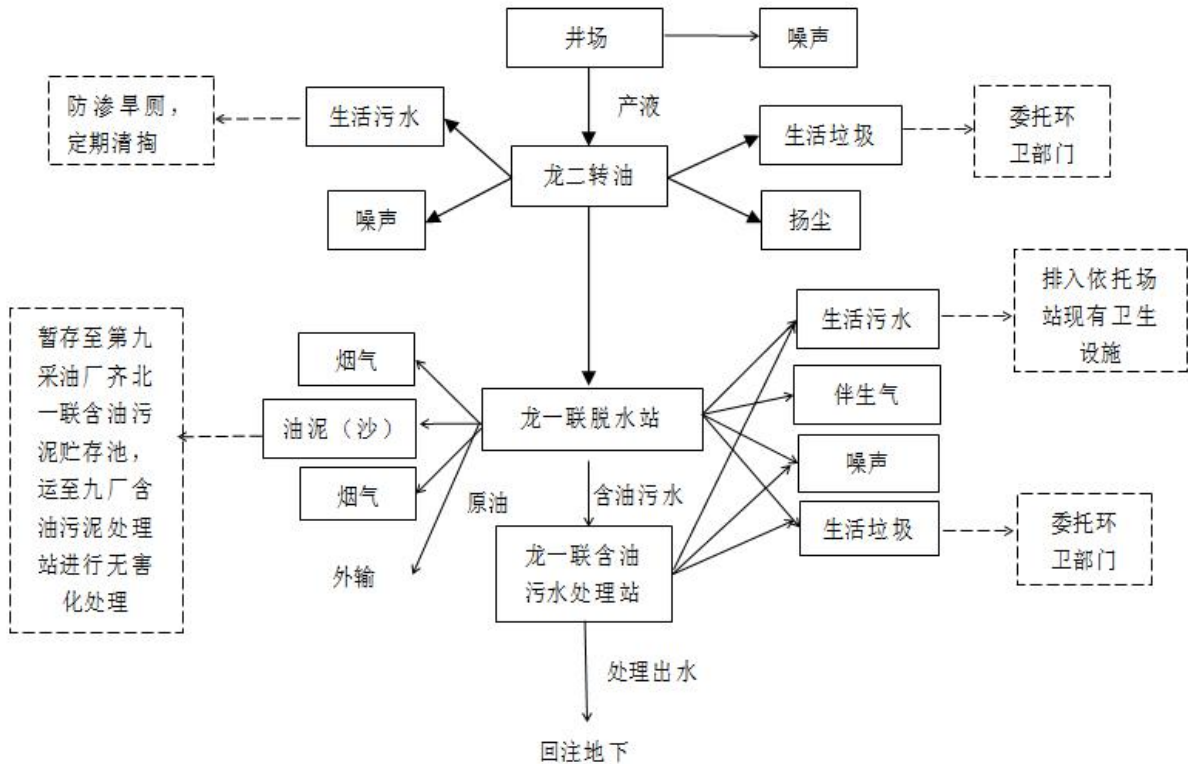 井场
噪声
产液
防渗旱厕，
定期清掏
生活污水
生活垃圾
委托环
卫部门
龙二转油
噪声
扬尘
排入依托场
站现有卫生
设施
生活污水
暂存至第九
采油厂齐北
一联含油污
泥贮存池，
运至九厂含
油污泥处理
站进行无害
化处理
烟气
伴生气
油泥（沙）
龙一联脱水站
噪声
烟气
原油
含油污水
生活垃圾
委托环
卫部门
外输
龙一联含油
污水处理站
处理出水
回注地下